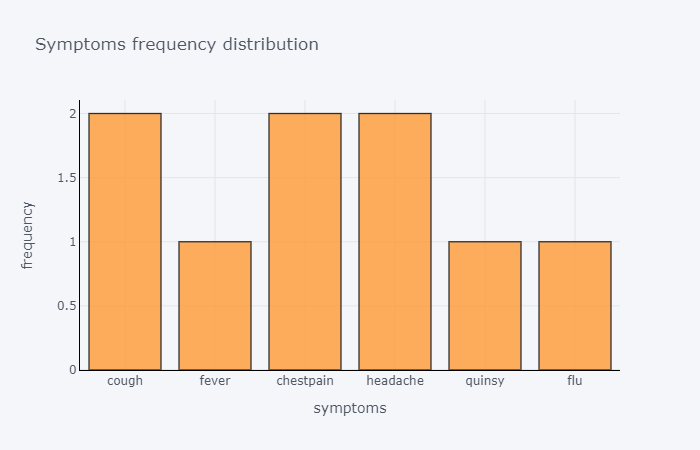 Symptoms frequency distribution
2
1.5
1
0.5
0
frequency
cough fever chestpain headache quinsy flu
symptoms